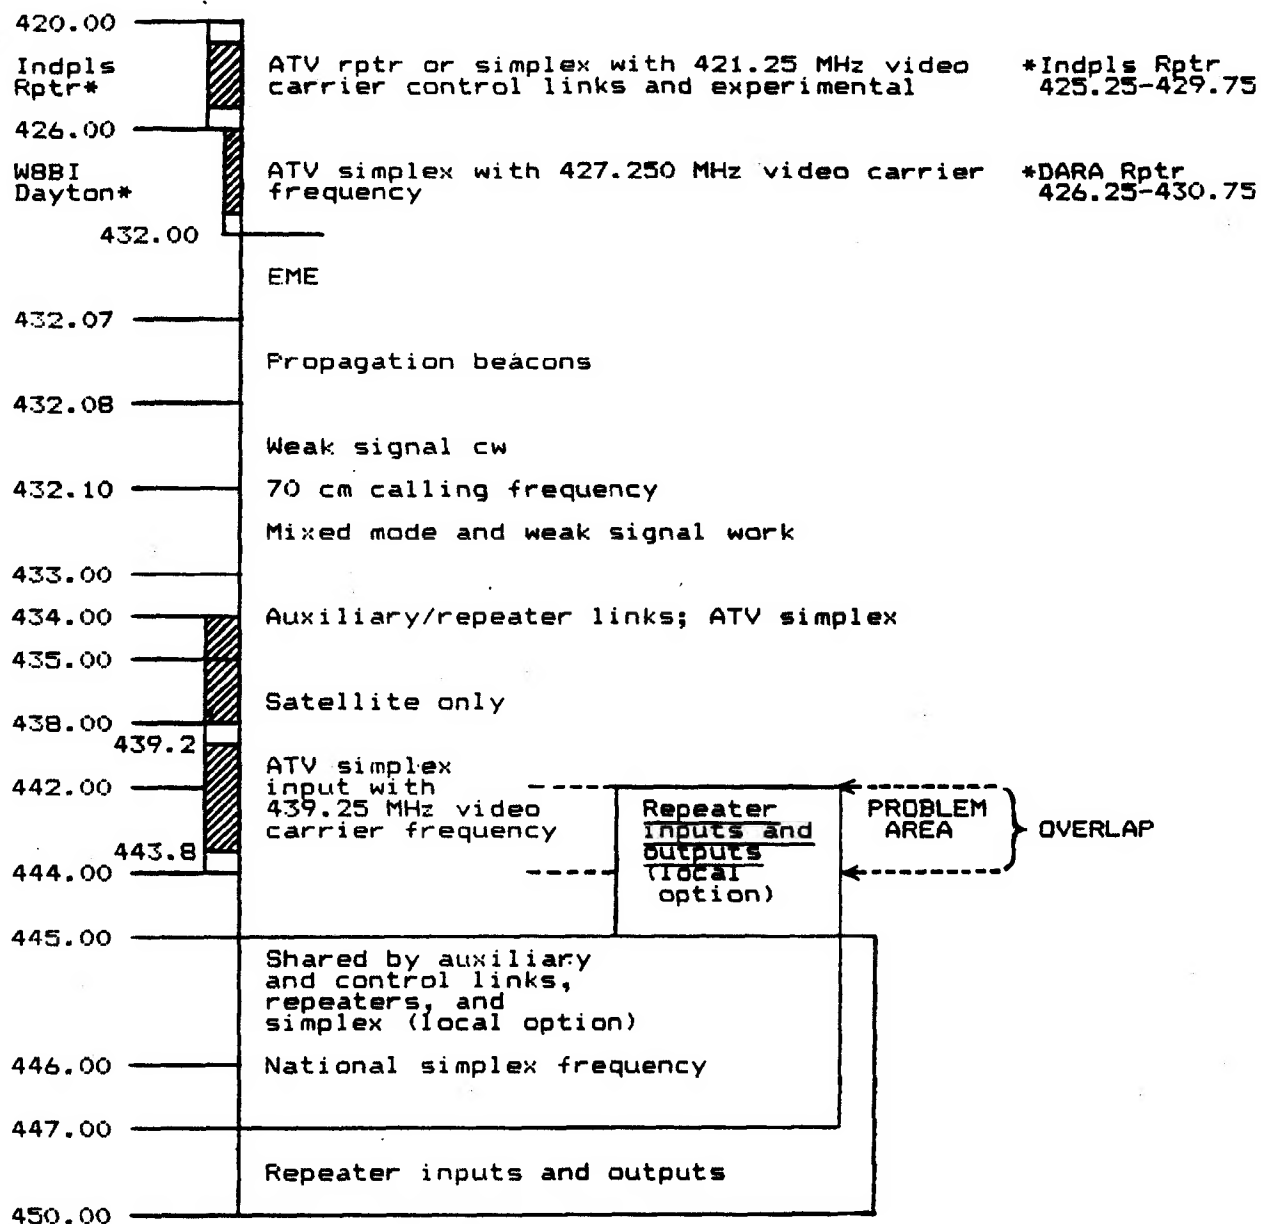 420.00
Indpls
Rptr*
ATV rptr or simplex with 421.25 MHz video
carrier control links and experimental
*Indpls Rptr
425.25-429.75
426.00
W8BI
Dayton*
ATV simplex with 427.250 MHz video carrier
frequency
*DARA Rptr
426.25-430.75
432.00
EME
432.07
Propagation beacons
432.08
Weak signal cw
432.10
70 cm calling frequency
Mixed mode and weak signal work
433.00
434.00
Auxiliary/repeater links; ATV simplex
435.00
Satellite only
438.00
439.2
ATV simplex
input with
439.25 MHz video
carrier frequency
442.00
443.8
444.00
Repeater
inputs and
outputs
(local
option)
PROBLEM
AREA
OVERLAP
445.00
Shared by auxiliary
and control links,
repeaters, and
simplex (local option)
446.00
National simplex frequency
447.00
Repeater inputs and outputs
450.00